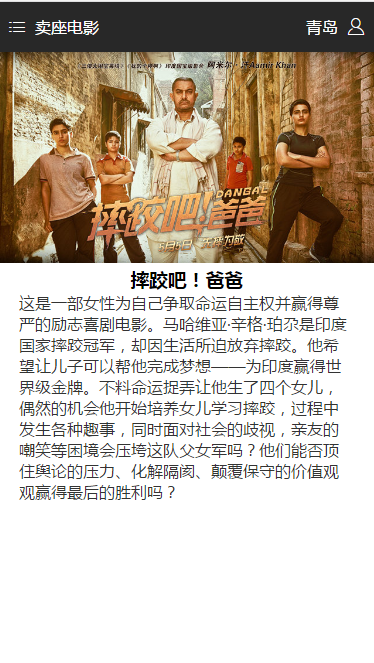 卖座电影 青岛
阿米尔·汗Aamir Khan
DANGAL
摔跤吧!爸爸
摔跤吧！爸爸
这是一部女性为自己争取命运自主权并赢得尊
严的励志喜剧电影。马哈维亚·辛格·珀尕是印度
国家摔跤冠军，却因生活所迫放弃摔跤。他希
望让儿子可以帮他完成梦想——为印度赢得世
界级金牌。不料命运捉弄让他生了四个女儿，
偶然的机会他开始培养女儿学习摔跤，过程中
发生各种趣事，同时面对社会的歧视，亲友的
嘲笑等困境会压垮这队父女军吗？他们能否顶
住舆论的压力、化解隔阂、颠覆保守的价值观
观赢得最后的胜利吗？